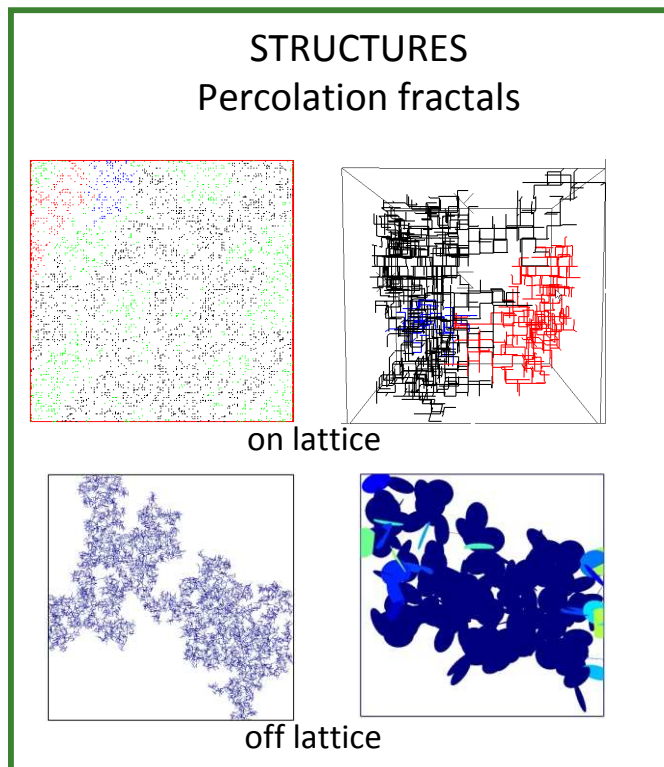 STRUCTURES
Percolation fractals
on lattice
off lattice